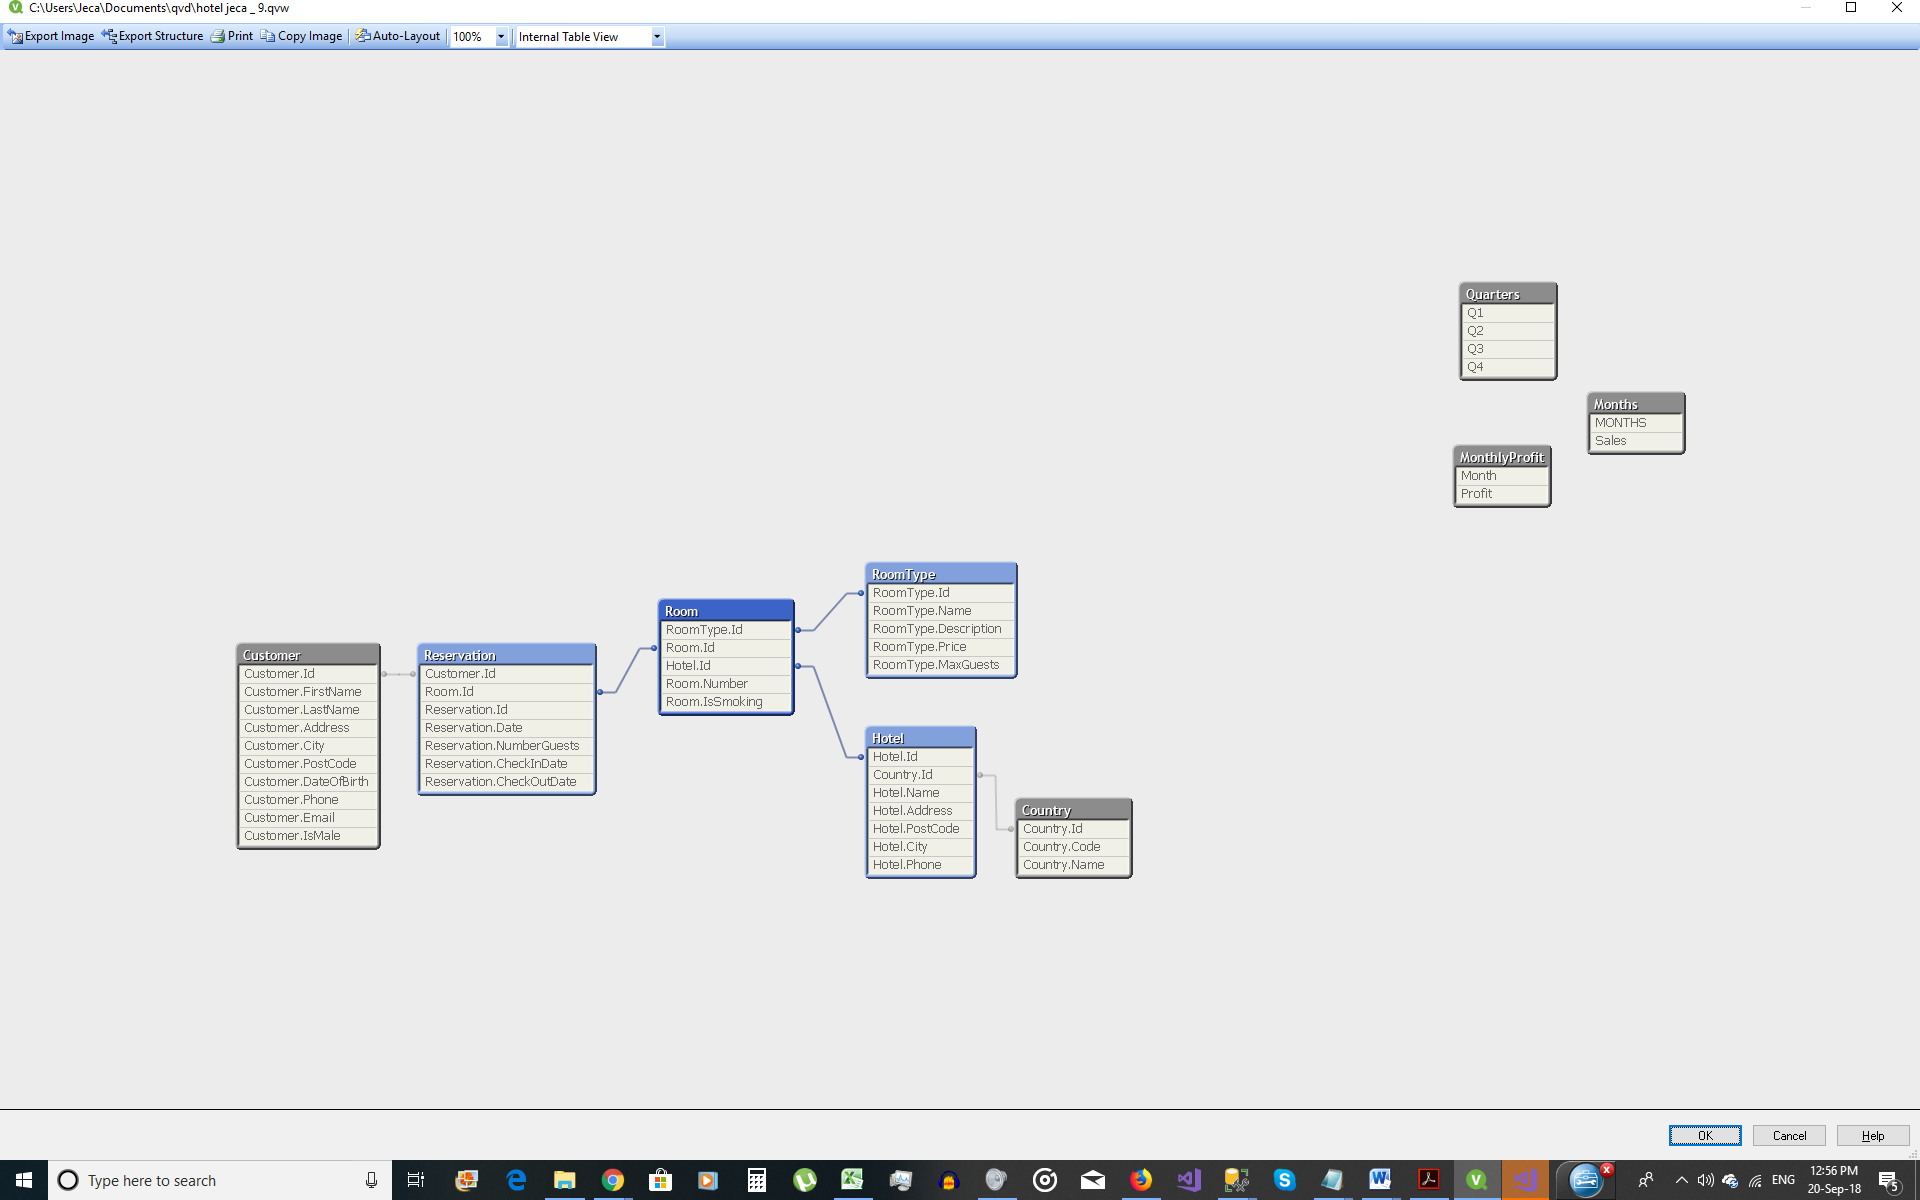 C:\Users\Jeca\Documents\qvd\hotel jeca _ 9.qvw
Export Image Export Structure Print Copy Image Auto-Layout 100% Internal Table View
Quarters
Q1
Q2
Q3
Q4
Months
MONTHS
Sales
MonthlyProfit
Month
Profit
RoomType
RoomType.Id
RoomType.Name
RoomType.Description
RoomType.Price
RoomType.MaxGuests
Room
RoomType.Id
Room.Id
Hotel.Id
Room.Number
Room.IsSmoking
Customer
Customer.Id
Customer.FirstName
Customer.LastName
Customer.Address
Customer.City
Customer.PostCode
Customer.DateOfBirth
Customer.Phone
Customer.Email
Customer.IsMale
Reservation
Customer.Id
Room.Id
Reservation.Id
Reservation.Date
Reservation.NumberGuests
Reservation.CheckInDate
Reservation.CheckOutDate
Hotel
Hotel.Id
Country.Id
Hotel.Name
Hotel.Address
Hotel.PostCode
Hotel.City
Hotel.Phone
Country
Country.Id
Country.Code
Country.Name
OK Cancel Help
Type here to search
ENG
12:56 PM
20-Sep-18
5